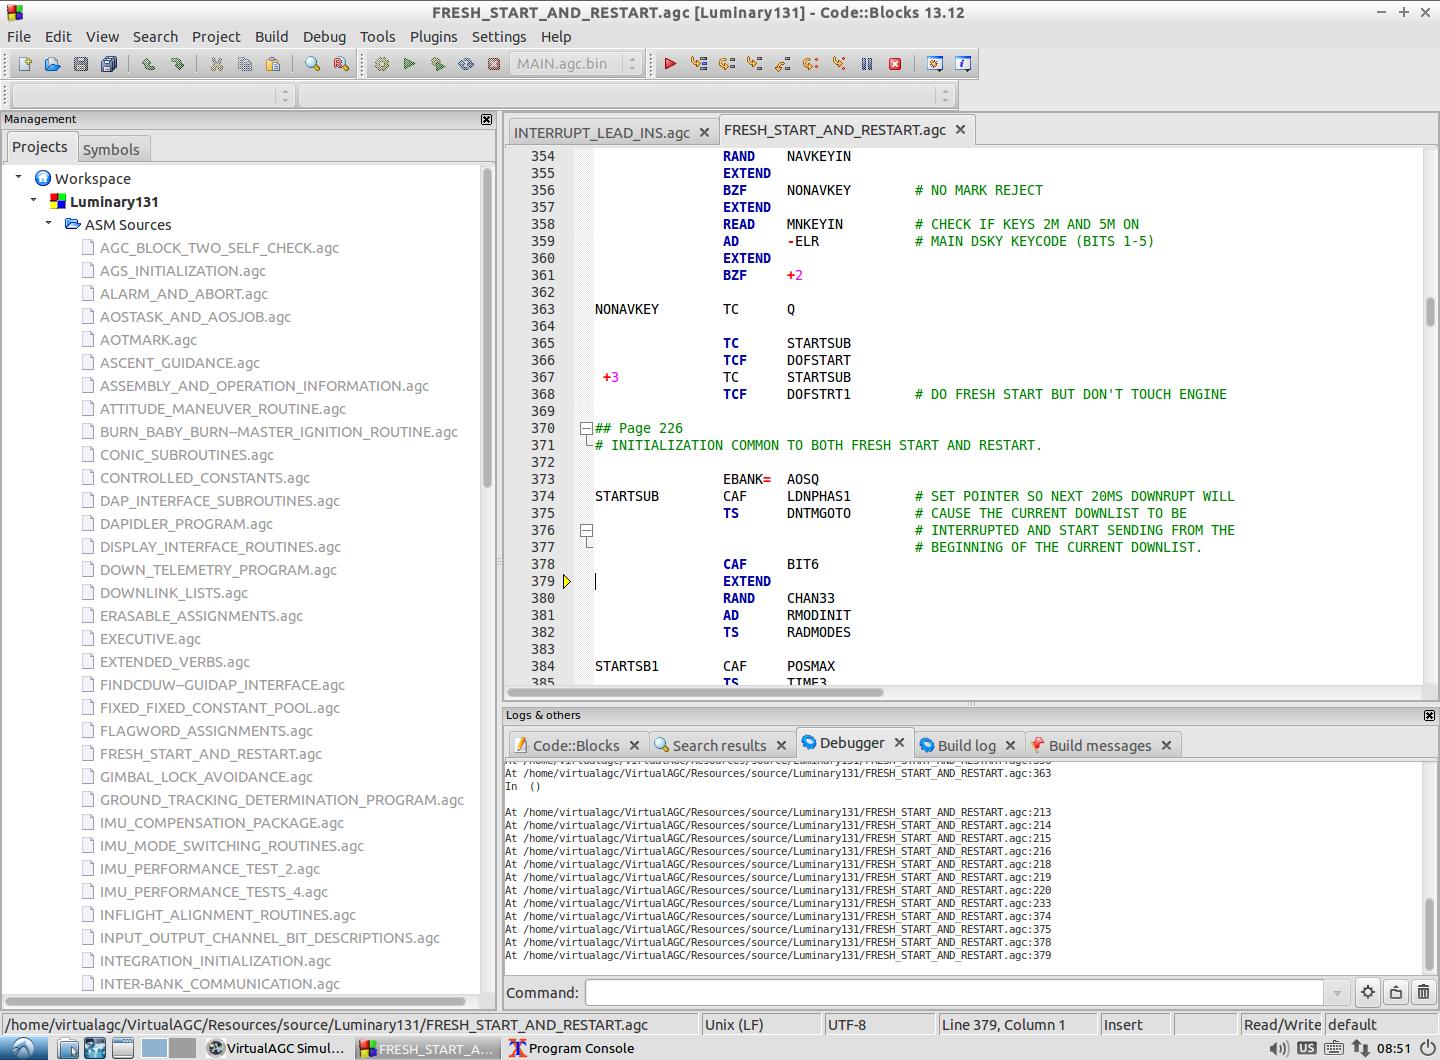 FRESH_START_AND_RESTART.agc [Luminary131] - Code::Blocks 13.12
File Edit View Search Project Build Debug Tools Plugins Settings Help
MAIN.agc.bin
Management
Projects Symbols
Workspace
Luminary131
ASM Sources
AGC_BLOCK_TWO_SELF_CHECK.agc
AGS_INITIALIZATION.agc
ALARM_AND_ABORT.agc
AOSTASK_AND_AOSJOB.agc
AOTMARK.agc
ASCENT_GUIDANCE.agc
ASSEMBLY_AND_OPERATION_INFORMATION.agc
ATTITUDE_MANEUVER_ROUTINE.agc
BURN_BABY_BURN--MASTER_IGNITION_ROUTINE.agc
CONIC_SUBROUTINES.agc
CONTROLLED_CONSTANTS.agc
DAP_INTERFACE_SUBROUTINES.agc
DAPIDLER_PROGRAM.agc
DISPLAY_INTERFACE_ROUTINES.agc
DOWN_TELEMETRY_PROGRAM.agc
DOWNLINK_LISTS.agc
ERASABLE_ASSIGNMENTS.agc
EXECUTIVE.agc
EXTENDED_VERBS.agc
FINDCDUW--GUIDAP_INTERFACE.agc
FIXED_FIXED_CONSTANT_POOL.agc
FLAGWORD_ASSIGNMENTS.agc
FRESH_START_AND_RESTART.agc
GIMBAL_LOCK_AVOIDANCE.agc
GROUND_TRACKING_DETERMINATION_PROGRAM.agc
IMU_COMPENSATION_PACKAGE.agc
IMU_MODE_SWITCHING_ROUTINES.agc
IMU_PERFORMANCE_TEST_2.agc
IMU_PERFORMANCE_TESTS_4.agc
INFLIGHT_ALIGNMENT_ROUTINES.agc
INPUT_OUTPUT_CHANNEL_BIT_DESCRIPTIONS.agc
INTEGRATION_INITIALIZATION.agc
INTER-BANK_COMMUNICATION.agc
INTERRUPT_LEAD_INS.agc FRESH_START_AND_RESTART.agc
354 RAND NAVKEYIN
355 EXTEND
356 BZF NONAVKEY # NO MARK REJECT
357 EXTEND
358 READ MNKEYIN # CHECK IF KEYS 2M AND 5M ON
359 AD -ELR # MAIN DSKY KEYCODE (BITS 1-5)
360 EXTEND
361 BZF +2
362
363 NONAVKEY TC Q
364
365 TC STARTSUB
366 TCF DOFSTART
367 +3 TC STARTSUB
368 TCF DOFSTRT1 # DO FRESH START BUT DON'T TOUCH ENGINE
369
370 ## Page 226
371 # INITIALIZATION COMMON TO BOTH FRESH START AND RESTART.
372
373 EBANK= AOSQ
374 STARTSUB CAF LDNPHAS1 # SET POINTER SO NEXT 20MS DOWNRUPT WILL
375 TS DNTMGOTO # CAUSE THE CURRENT DOWNLIST TO BE
376 # INTERRUPTED AND START SENDING FROM THE
377 # BEGINNING OF THE CURRENT DOWNLIST.
378 CAF BIT6
379 EXTEND
380 RAND CHAN33
381 AD RMODINIT
382 TS RADMODES
383
384 STARTSB1 CAF POSMAX
385 TS TIME3
Logs & others
Code::Blocks Search results Debugger Build log Build messages
At /home/virtualagc/VirtualAGC/Resources/source/Luminary131/FRESH_START_AND_RESTART.agc:363
In ()
At /home/virtualagc/VirtualAGC/Resources/source/Luminary131/FRESH_START_AND_RESTART.agc:213
At /home/virtualagc/VirtualAGC/Resources/source/Luminary131/FRESH_START_AND_RESTART.agc:214
At /home/virtualagc/VirtualAGC/Resources/source/Luminary131/FRESH_START_AND_RESTART.agc:215
At /home/virtualagc/VirtualAGC/Resources/source/Luminary131/FRESH_START_AND_RESTART.agc:216
At /home/virtualagc/VirtualAGC/Resources/source/Luminary131/FRESH_START_AND_RESTART.agc:218
At /home/virtualagc/VirtualAGC/Resources/source/Luminary131/FRESH_START_AND_RESTART.agc:219
At /home/virtualagc/VirtualAGC/Resources/source/Luminary131/FRESH_START_AND_RESTART.agc:220
At /home/virtualagc/VirtualAGC/Resources/source/Luminary131/FRESH_START_AND_RESTART.agc:233
At /home/virtualagc/VirtualAGC/Resources/source/Luminary131/FRESH_START_AND_RESTART.agc:374
At /home/virtualagc/VirtualAGC/Resources/source/Luminary131/FRESH_START_AND_RESTART.agc:375
At /home/virtualagc/VirtualAGC/Resources/source/Luminary131/FRESH_START_AND_RESTART.agc:378
At /home/virtualagc/VirtualAGC/Resources/source/Luminary131/FRESH_START_AND_RESTART.agc:379
Command:
/home/virtualagc/VirtualAGC/Resources/source/Luminary131/FRESH_START_AND_RESTART.agc Unix (LF) UTF-8 Line 379, Column 1 Insert Read/Write default
VirtualAGC Simul... FRESH_START_A... Program Console US 08:51